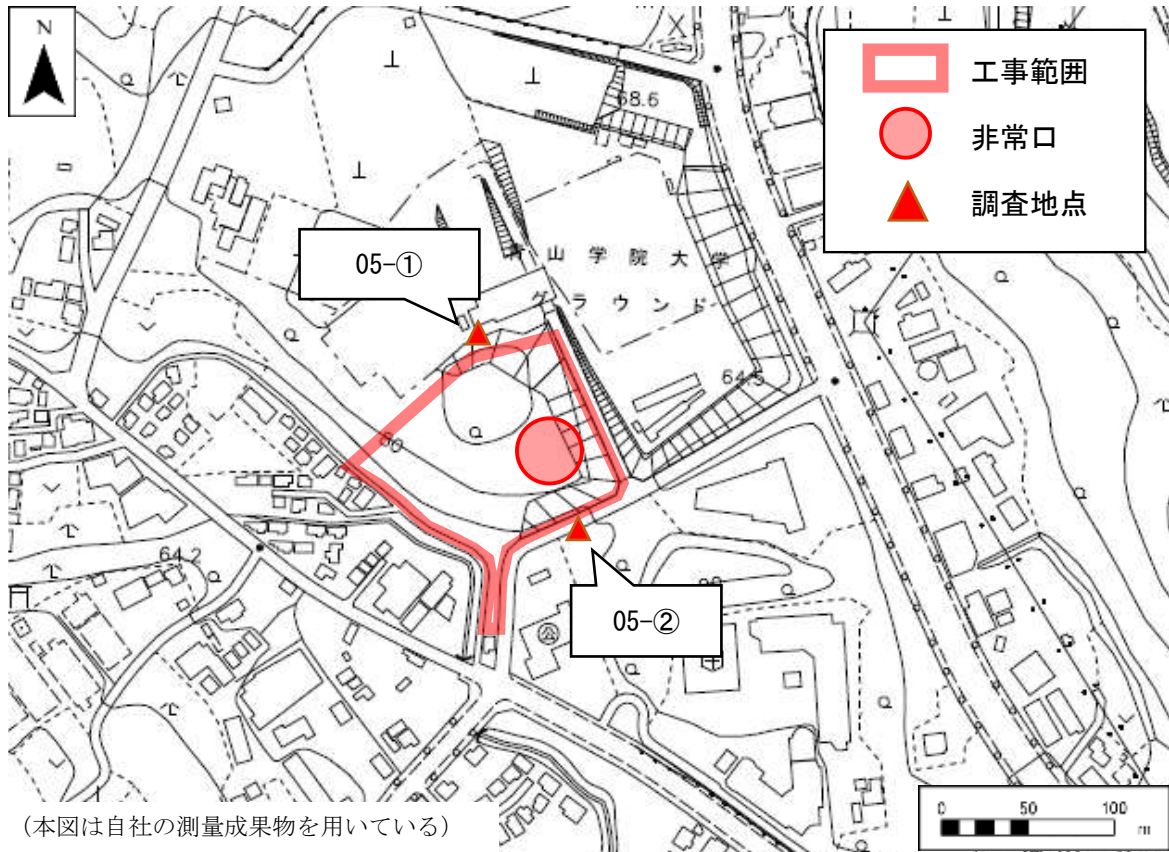 N
68.6
工事範囲
非常口
調査地点
05-①
山学院大学
グラウンド
64.5
60
64.2
05-②
公
(本図は自社の測量成果物を用いている)
0 50 100
m